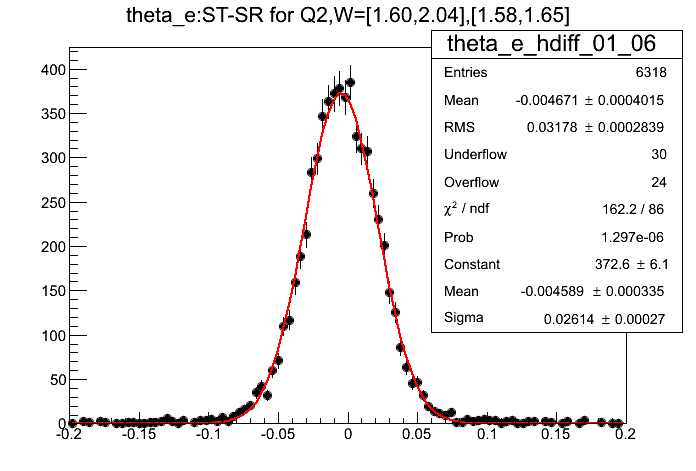 theta_e:ST-SR for Q2,W=[1.60,2.04],[1.58,1.65]
theta_e_hdiff_01_06
Entries 6318
Mean -0.004671 ± 0.0004015
RMS 0.03178 ± 0.0002839
Underflow 30
Overflow 24
χ² / ndf 162.2 / 86
Prob 1.297e-06
Constant 372.6 ± 6.1
Mean -0.004589 ± 0.000335
Sigma 0.02614 ± 0.00027
400
350
300
250
200
150
100
50
0
-0.2 -0.15 -0.1 -0.05 0 0.05 0.1 0.15 0.2